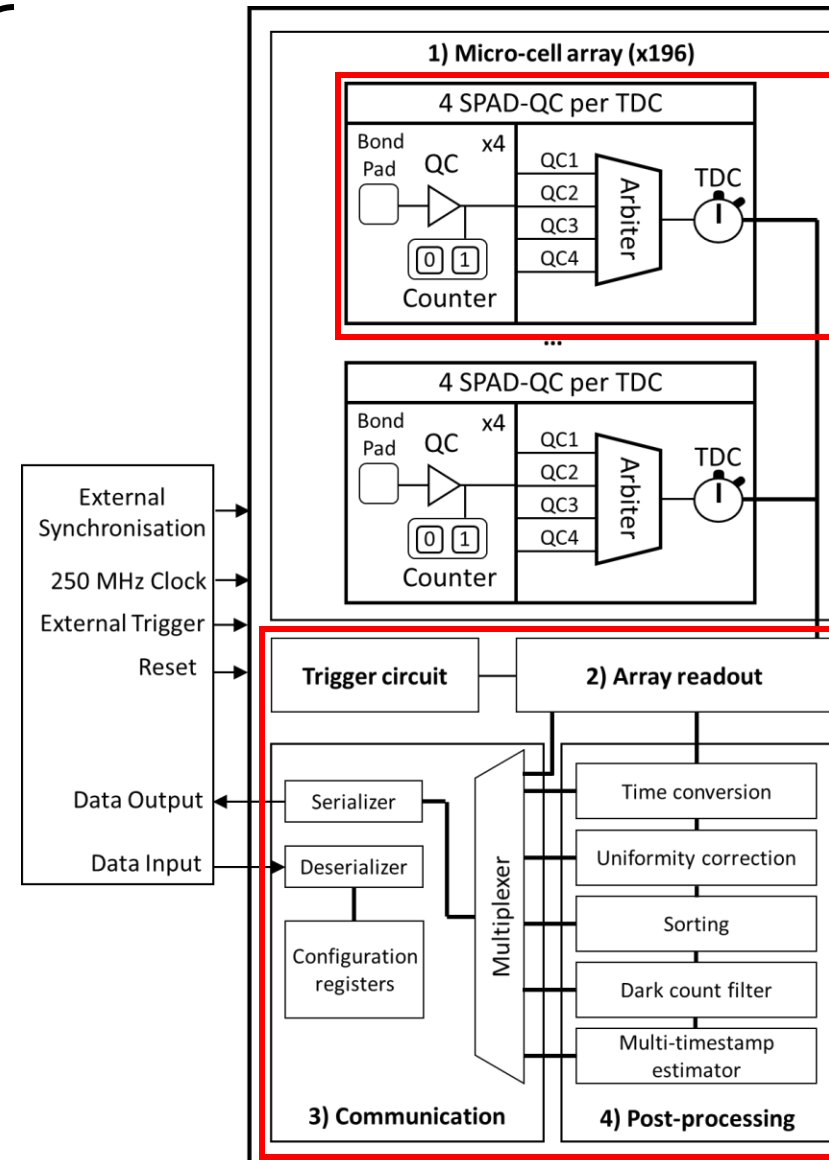 1) Micro-cell array (x196)
4 SPAD-QC per TDC
Bond
Pad
QC
x4
0 1
Counter
QC1
QC2
QC3
QC4
Arbiter
TDC
...
4 SPAD-QC per TDC
Bond
Pad
QC
x4
0 1
Counter
QC1
QC2
QC3
QC4
Arbiter
TDC
External
Synchronisation
250 MHz Clock
External Trigger
Reset
Data Output
Data Input
Trigger circuit
2) Array readout
Serializer
Deserializer
Configuration
registers
Multiplexer
3) Communication
Time conversion
Uniformity correction
Sorting
Dark count filter
Multi-timestamp
estimator
4) Post-processing